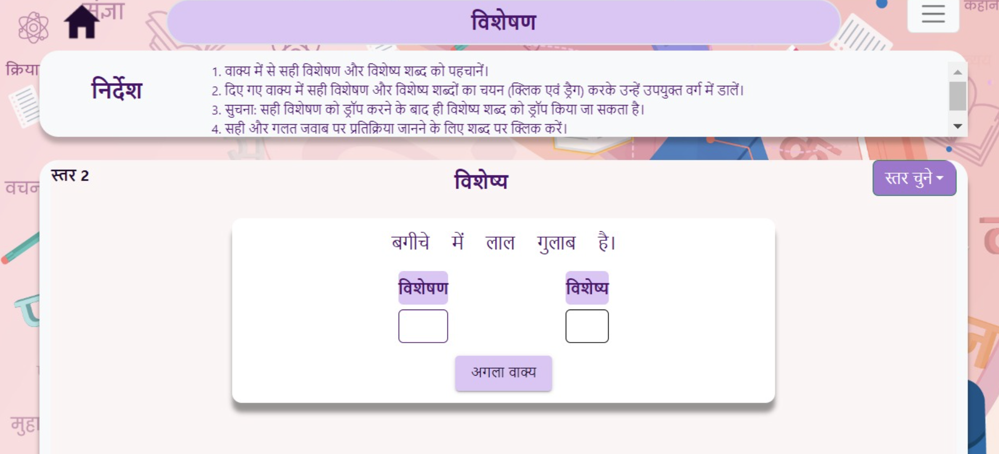 संज्ञा
विशेषण
क्रिया
निर्देश
1. वाक्य में से सही विशेषण और विशेष्य शब्द को पहचानें।
2. दिए गए वाक्य में सही विशेषण और विशेष्य शब्दों का चयन (क्लिक एवं ड्रैग) करके उन्हें उपयुक्त वर्ग में डालें।
3. सुचना: सही विशेषण को ड्रॉप करने के बाद ही विशेष्य शब्द को ड्रॉप किया जा सकता है।
4. सही और गलत जवाब पर प्रतिक्रिया जानने के लिए शब्द पर क्लिक करें।
स्तर 2
विशेष्य
स्तर चुने
वचन
बगीचे में लाल गुलाब है।
विशेषण विशेष्य
अगला वाक्य